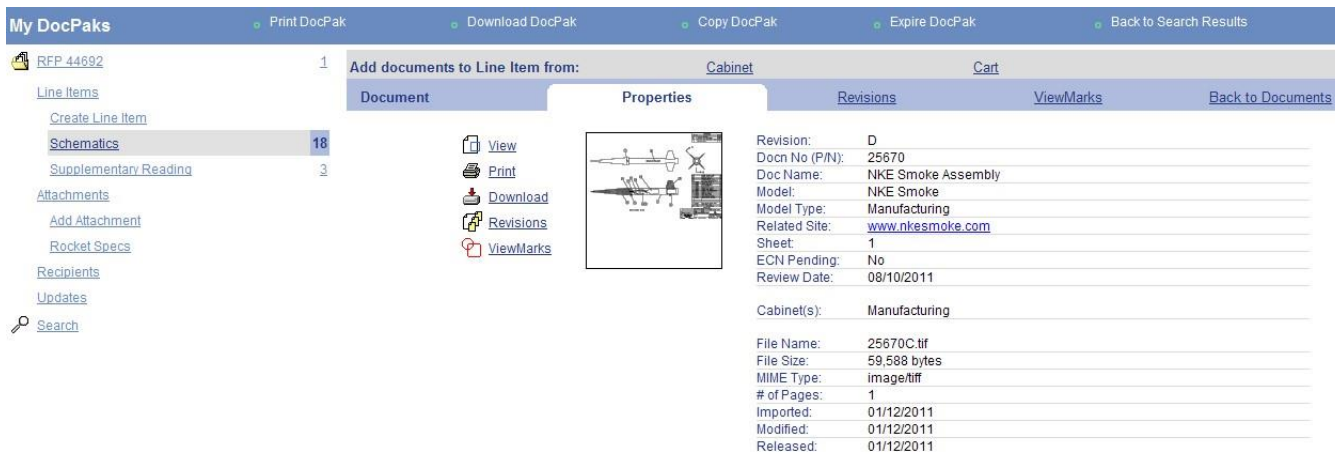 My DocPaks
Print DocPak
Download DocPak
Copy DocPak
Expire DocPak
Back to Search Results
RFP 44692 1
Line Items
Create Line Item
Schematics 18
Supplementary Reading 3
Attachments
Add Attachment
Rocket Specs
Recipients
Updates
Search
Add documents to Line Item from: Cabinet Cart
Document Properties Revisions ViewMarks Back to Documents
View
Print
Download
Revisions
ViewMarks
Revision: D
Docn No (P/N): 25670
Doc Name: NKE Smoke Assembly
Model: NKE Smoke
Model Type: Manufacturing
Related Site: www.nkesmoke.com
Sheet: 1
ECN Pending: No
Review Date: 08/10/2011
Cabinet(s): Manufacturing
File Name: 25670C.tif
File Size: 59,588 bytes
MIME Type: image/tiff
# of Pages: 1
Imported: 01/12/2011
Modified: 01/12/2011
Released: 01/12/2011